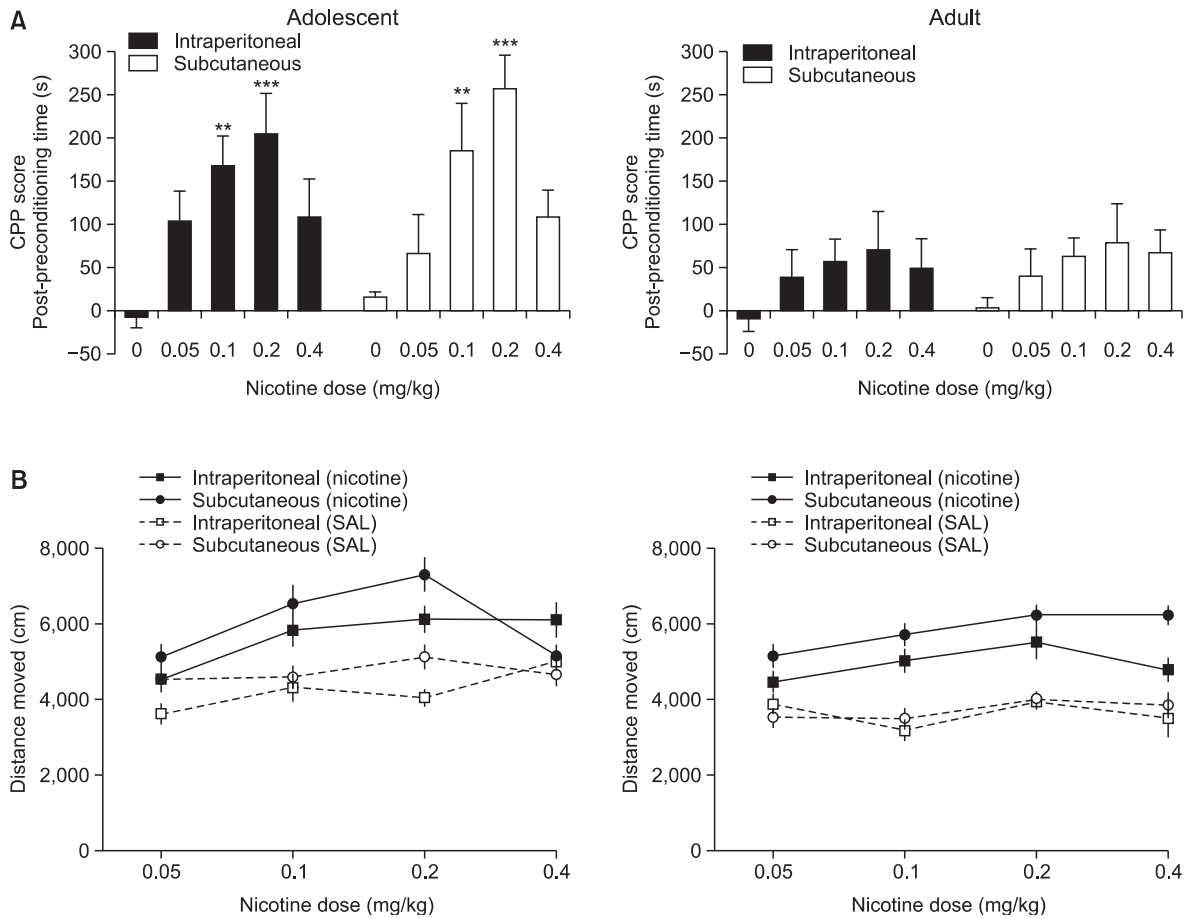 A
Adolescent
Intraperitoneal
Subcutaneous
CPP score
Post-preconditioning time (s)
300
250
200
150
100
50
0
−50
**
***
**
***
0 0.05 0.1 0.2 0.4 0 0.05 0.1 0.2 0.4
Nicotine dose (mg/kg)
Adult
Intraperitoneal
Subcutaneous
CPP score
Post-preconditioning time (s)
300
250
200
150
100
50
0
−50
0 0.05 0.1 0.2 0.4 0 0.05 0.1 0.2 0.4
Nicotine dose (mg/kg)
B
Intraperitoneal (nicotine)
Subcutaneous (nicotine)
Intraperitoneal (SAL)
Subcutaneous (SAL)
Distance moved (cm)
8,000
6,000
4,000
2,000
0
0.05 0.1 0.2 0.4
Nicotine dose (mg/kg)
Intraperitoneal (nicotine)
Subcutaneous (nicotine)
Intraperitoneal (SAL)
Subcutaneous (SAL)
Distance moved (cm)
8,000
6,000
4,000
2,000
0
0.05 0.1 0.2 0.4
Nicotine dose (mg/kg)